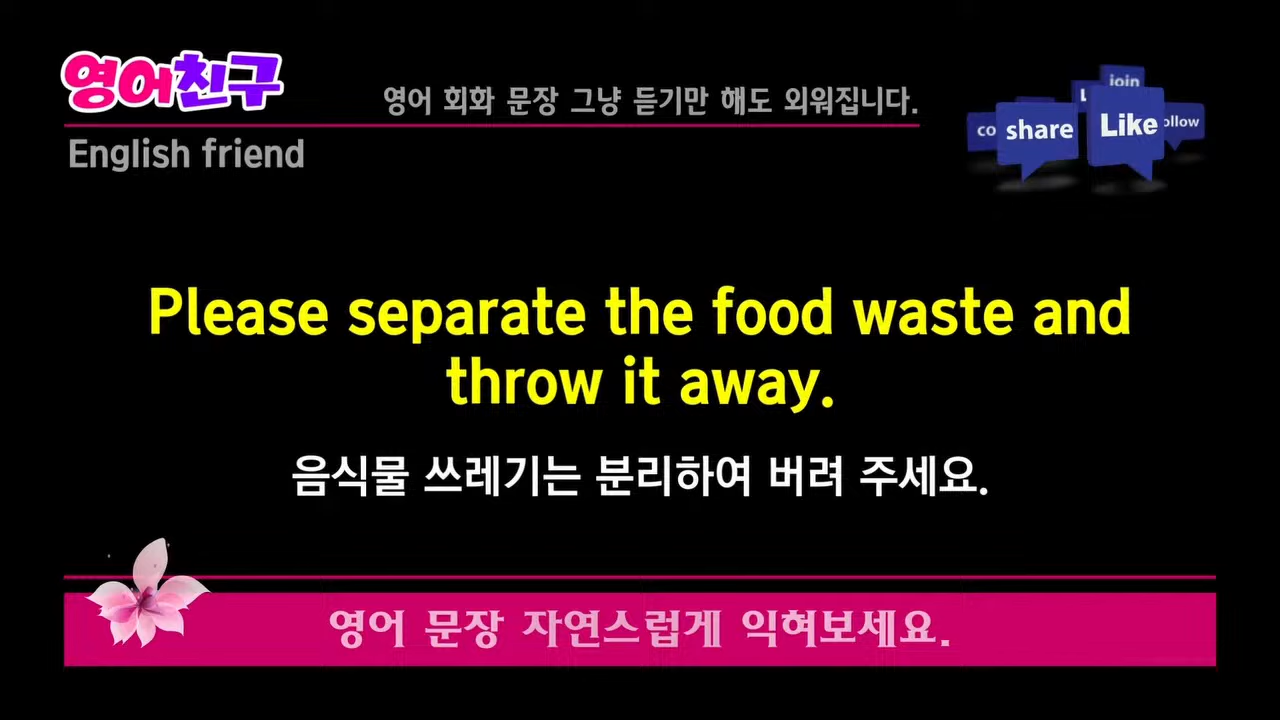 영어친구
영어 회화 문장 그냥 듣기만 해도 외워집니다.
English friend
join
share
Like
Please separate the food waste and
throw it away.
음식물 쓰레기는 분리하여 버려 주세요.
영어 문장 자연스럽게 익혀보세요.